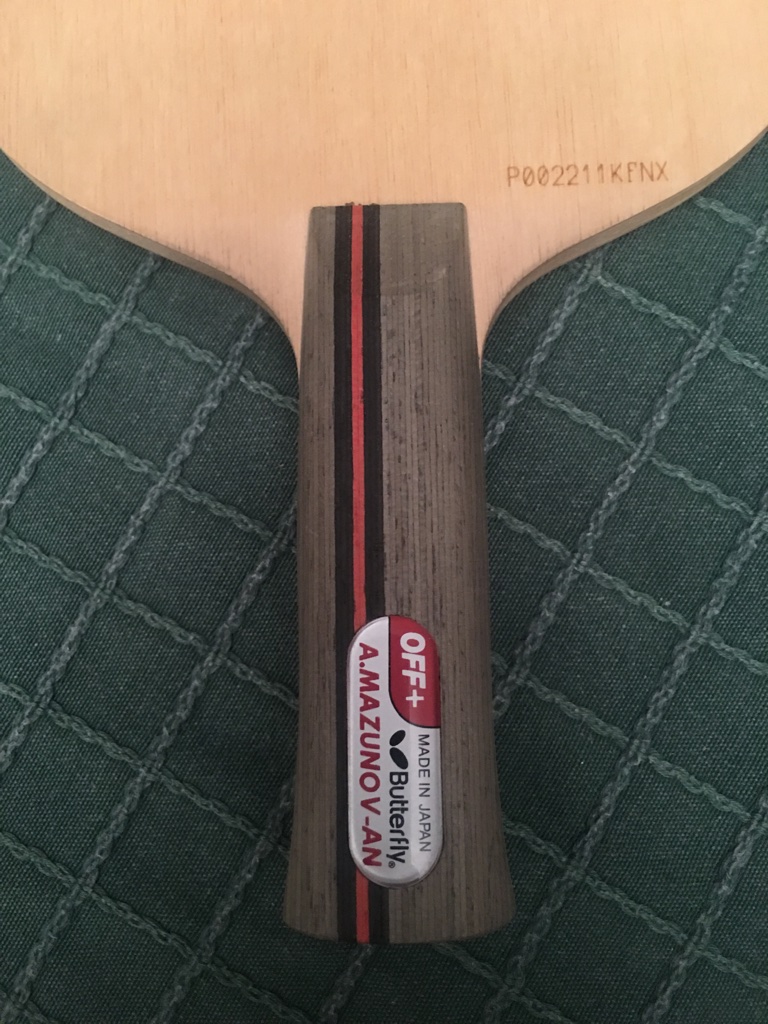 P002211KFNX
OFF+
MADE IN JAPAN
Butterfly®
A.MAZUNOV-AN